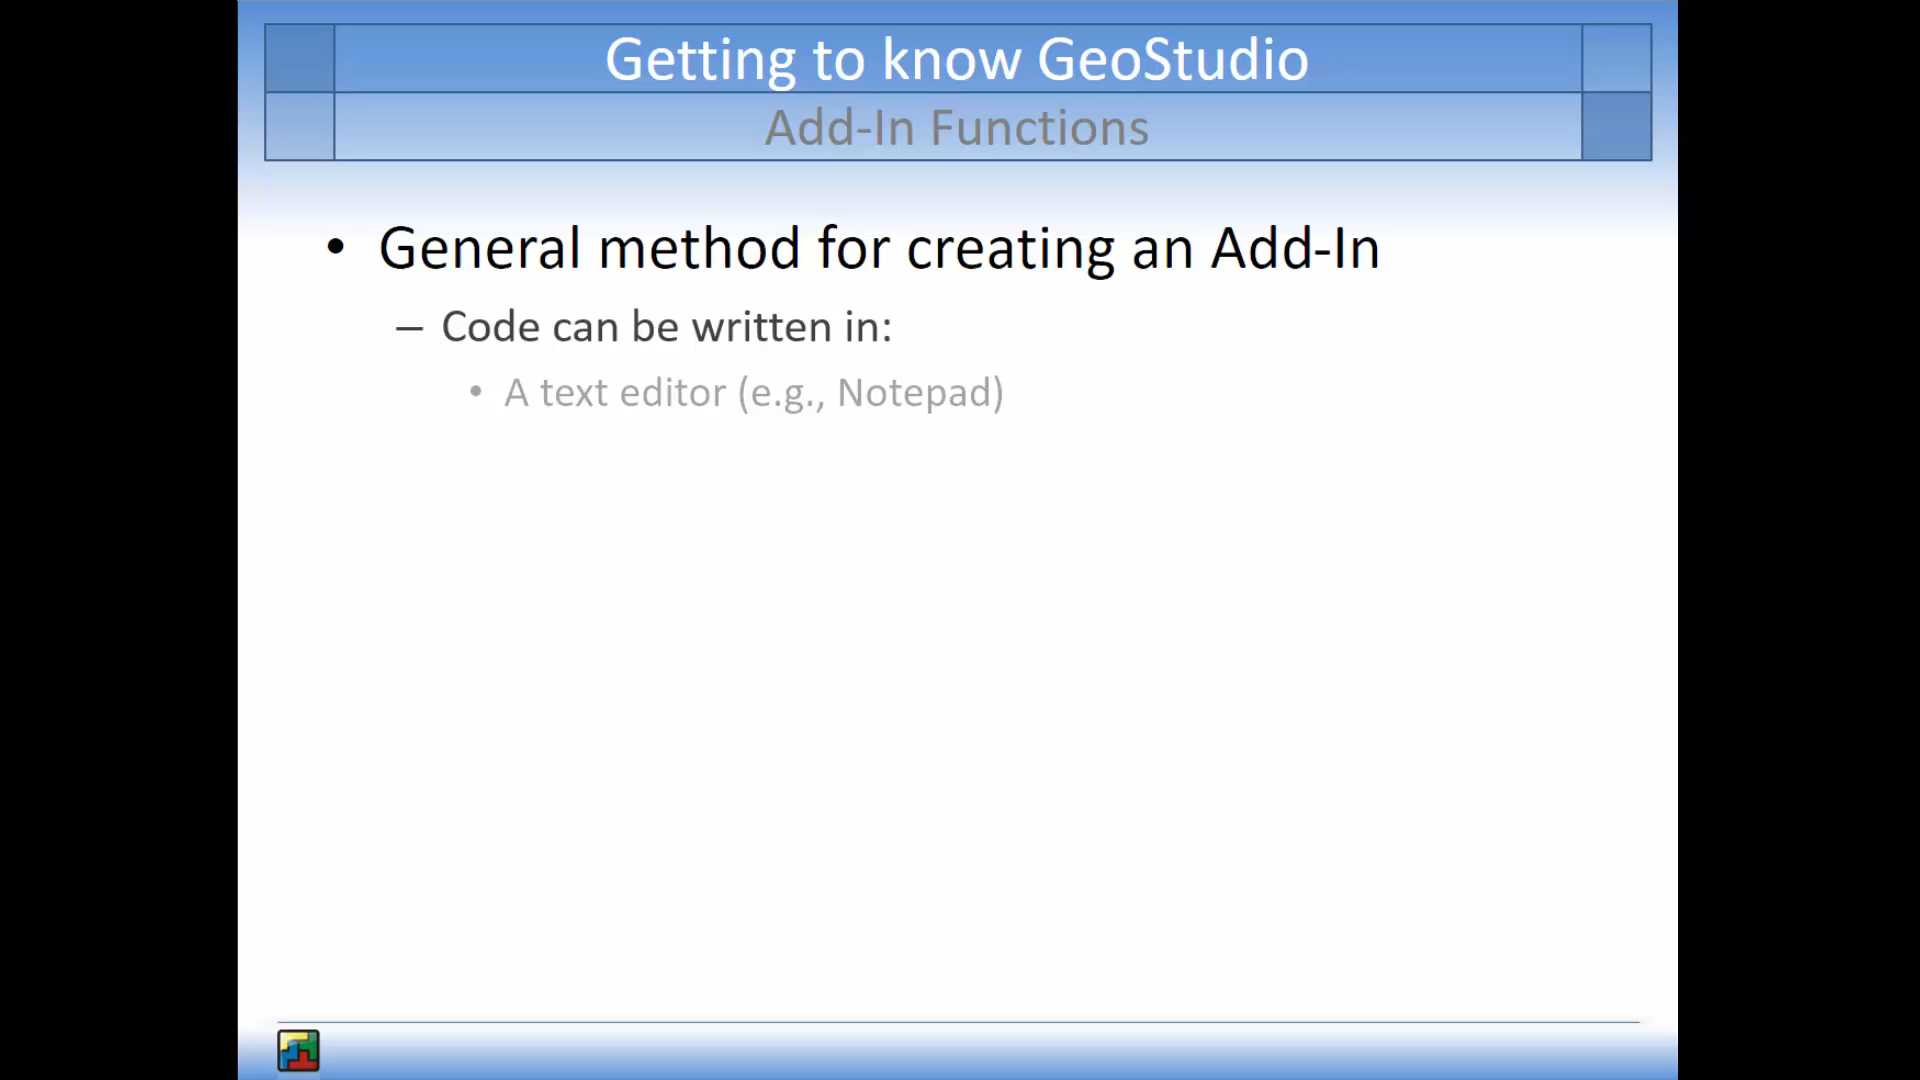 Getting to know GeoStudio
Add-In Functions
• General method for creating an Add-In
– Code can be written in:
• A text editor (e.g., Notepad)